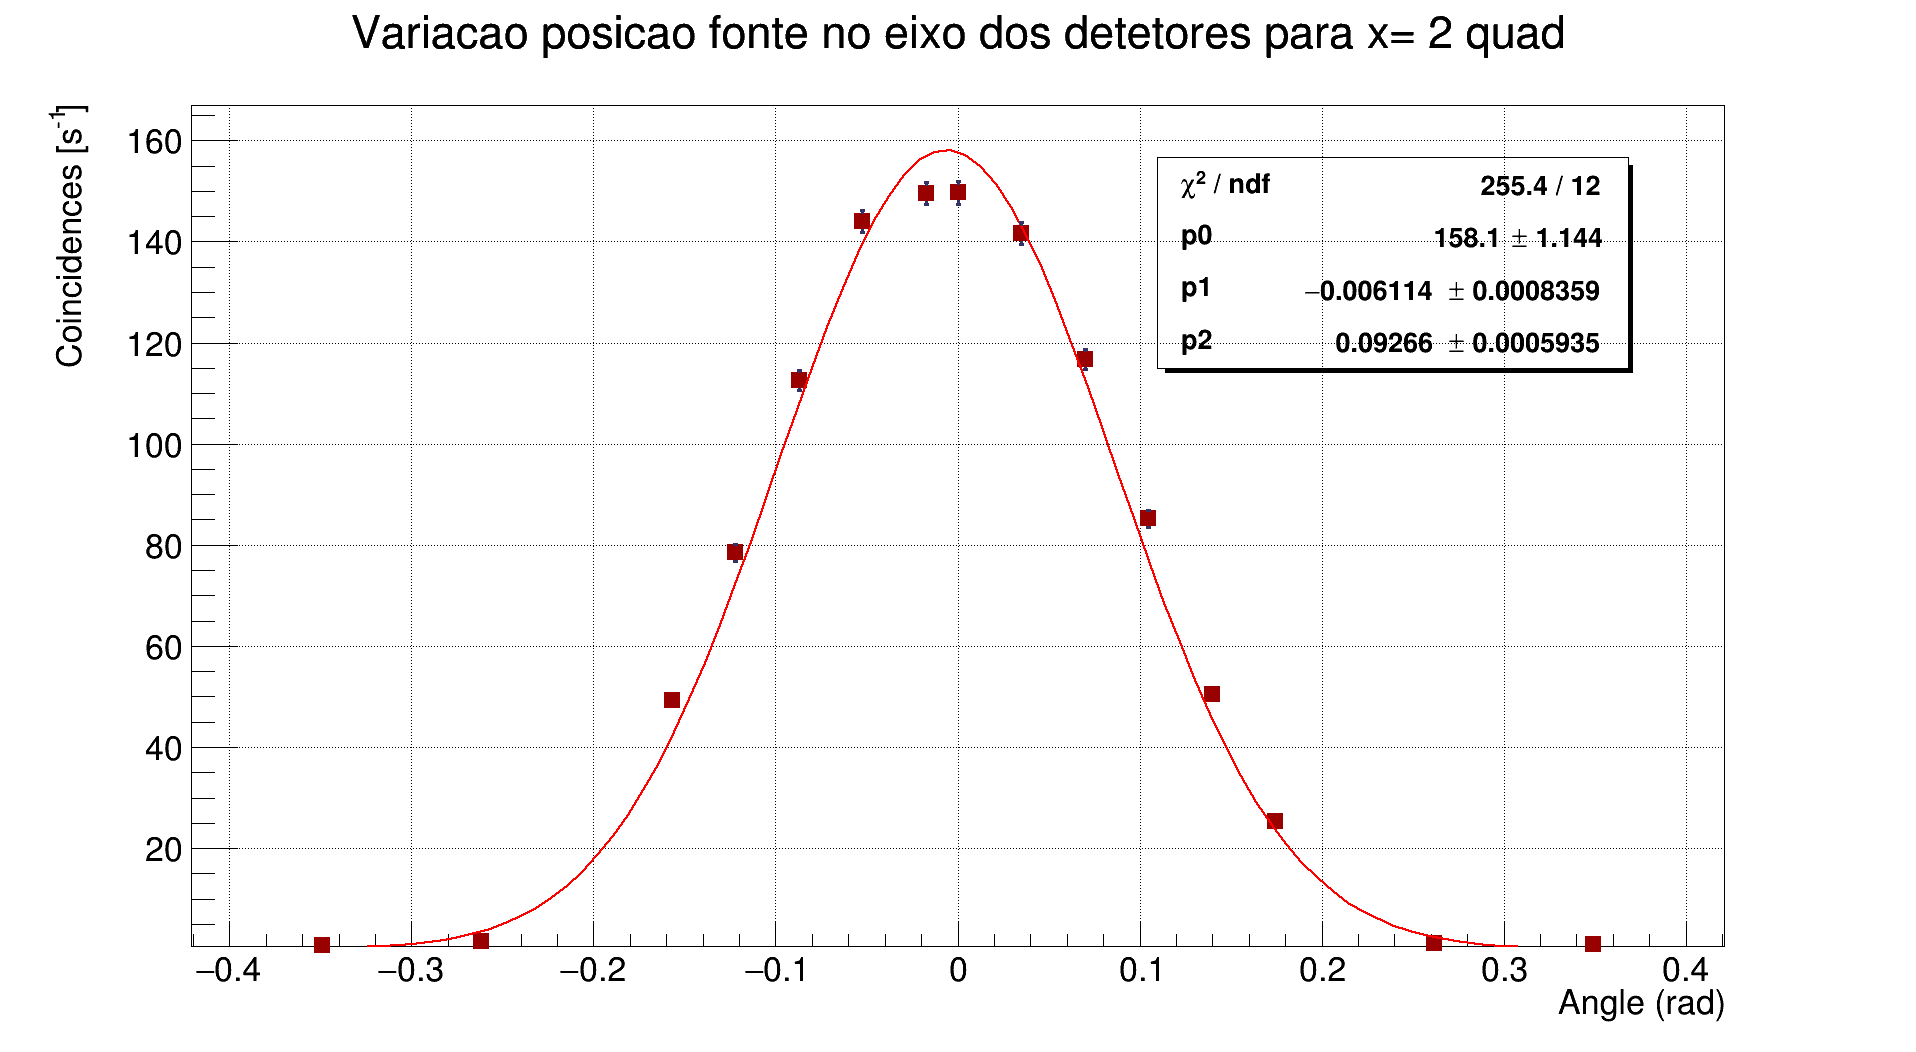 Variacao posicao fonte no eixo dos detetores para x= 2 quad
Coincidences [s⁻¹]
160
140
120
100
80
60
40
20
χ² / ndf 255.4 / 12
p0 158.1 ± 1.144
p1 −0.006114 ± 0.0008359
p2 0.09266 ± 0.0005935
−0.4 −0.3 −0.2 −0.1 0 0.1 0.2 0.3 0.4
Angle (rad)